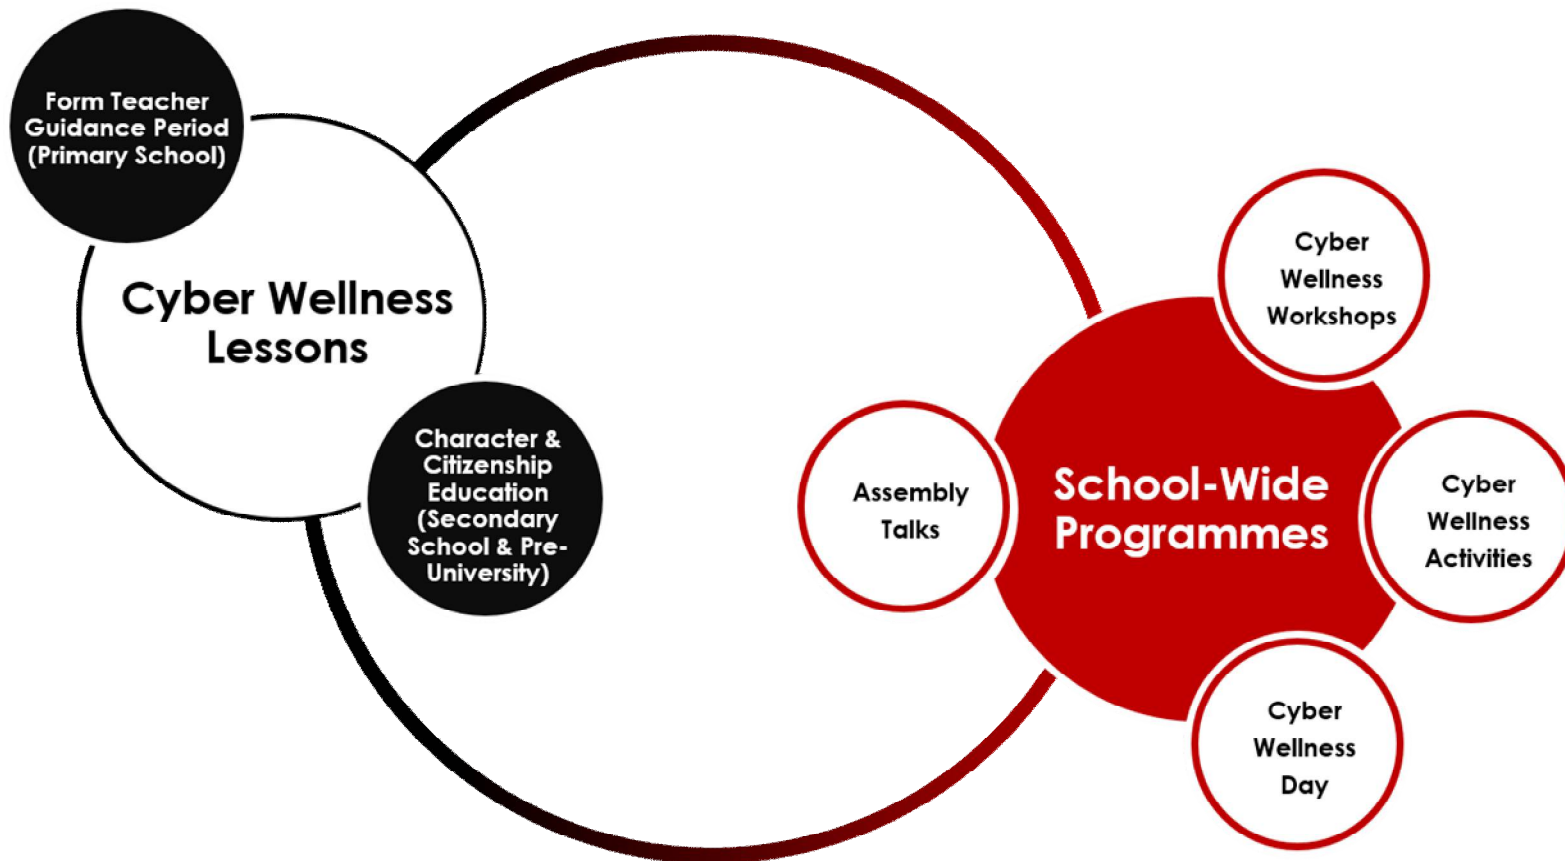 Form Teacher
Guidance Period
(Primary School)
Cyber Wellness
Lessons
Character &
Citizenship
Education
(Secondary
School & Pre-
University)
Assembly
Talks
School-Wide
Programmes
Cyber
Wellness
Workshops
Cyber
Wellness
Activities
Cyber
Wellness
Day